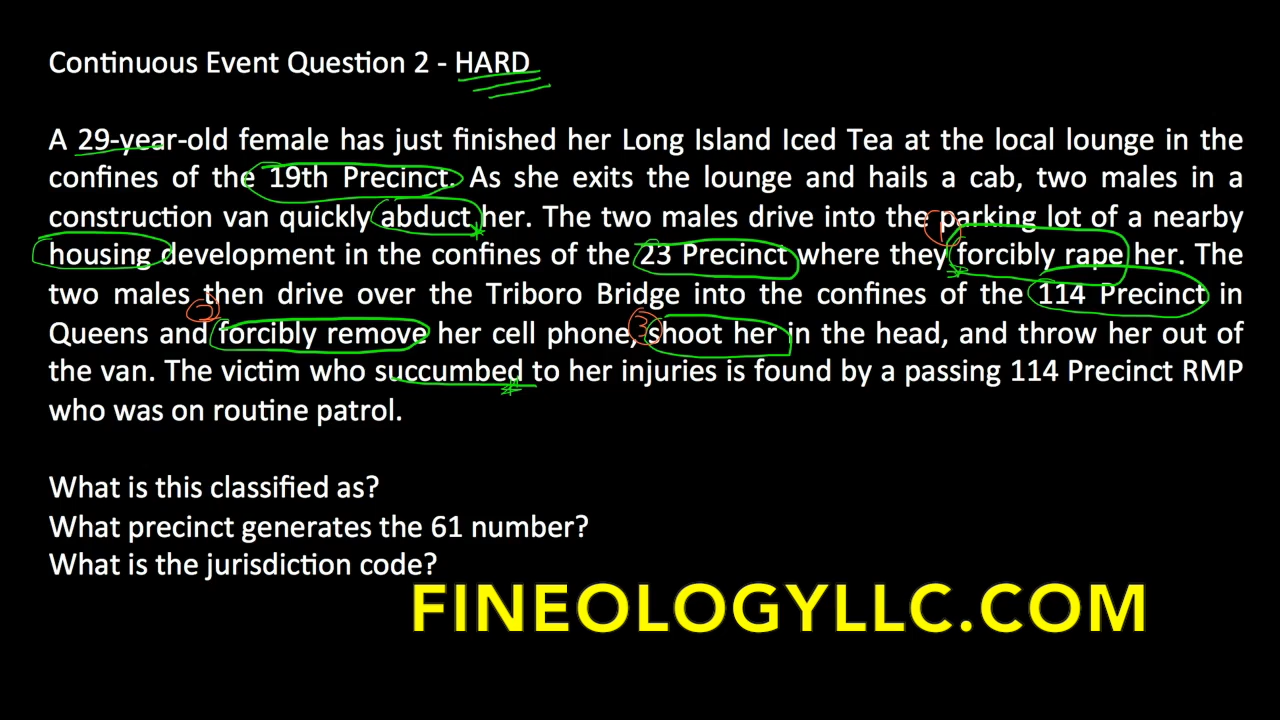 Continuous Event Question 2 - HARD
A 29-year-old female has just finished her Long Island Iced Tea at the local lounge in the
confines of the 19th Precinct. As she exits the lounge and hails a cab, two males in a
construction van quickly abduct her. The two males drive into the parking lot of a nearby
housing development in the confines of the 23 Precinct where they forcibly rape her. The
two males then drive over the Triboro Bridge into the confines of the 114 Precinct in
Queens and forcibly remove her cell phone, shoot her in the head, and throw her out of
the van. The victim who succumbed to her injuries is found by a passing 114 Precinct RMP
who was on routine patrol.
What is this classified as?
What precinct generates the 61 number?
What is the jurisdiction code?
FINEOLOGYLLC.COM
1
2
3